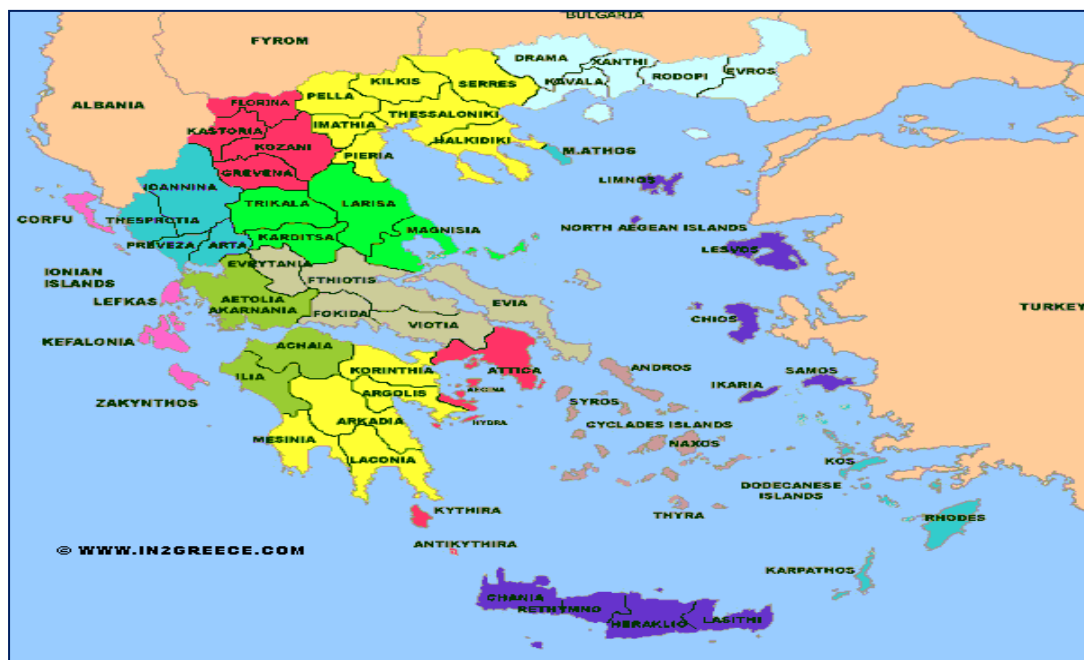 BULGARIA
FYROM
DRAMA
XANTHI
KILKIS
SERRES
KAVALA
RODOPI
EVROS
PELLA
ALBANIA
FLORINA
THESSALONIKI
IMATHIA
KASTORIA
HALKIDIKI
KOZANI
PIERIA
M.ATHOS
GREVENA
LIMNOS
IOANNINA
TRIKALA
LARISA
CORFU
THESPROTIA
NORTH AEGEAN ISLANDS
MAGNISIA
KARDITSA
PREVEZA
ARTA
LESVOS
EVRYTANIA
IONIAN
ISLANDS
FTHIOTIS
LEFKAS
AETOLIA
AKARNANIA
EVIA
TURKEY
FOKIDA
VIOTIA
CHIOS
KEFALONIA
ACHAIA
KORINTHIA
ATTICA
ANDROS
ILIA
SAMOS
IKARIA
AEGINA
ARGOLIS
ZAKYNTHOS
SYROS
ARKADIA
HYDRA
CYCLADES ISLANDS
MESINIA
NAXOS
LACONIA
KOS
DODECANESE
ISLANDS
KYTHIRA
THYRA
RHODES
ANTIKYTHIRA
© WWW.IN2GREECE.COM
KARPATHOS
CHANIA
RETHYMNO
HERAKLIO
LASITHI